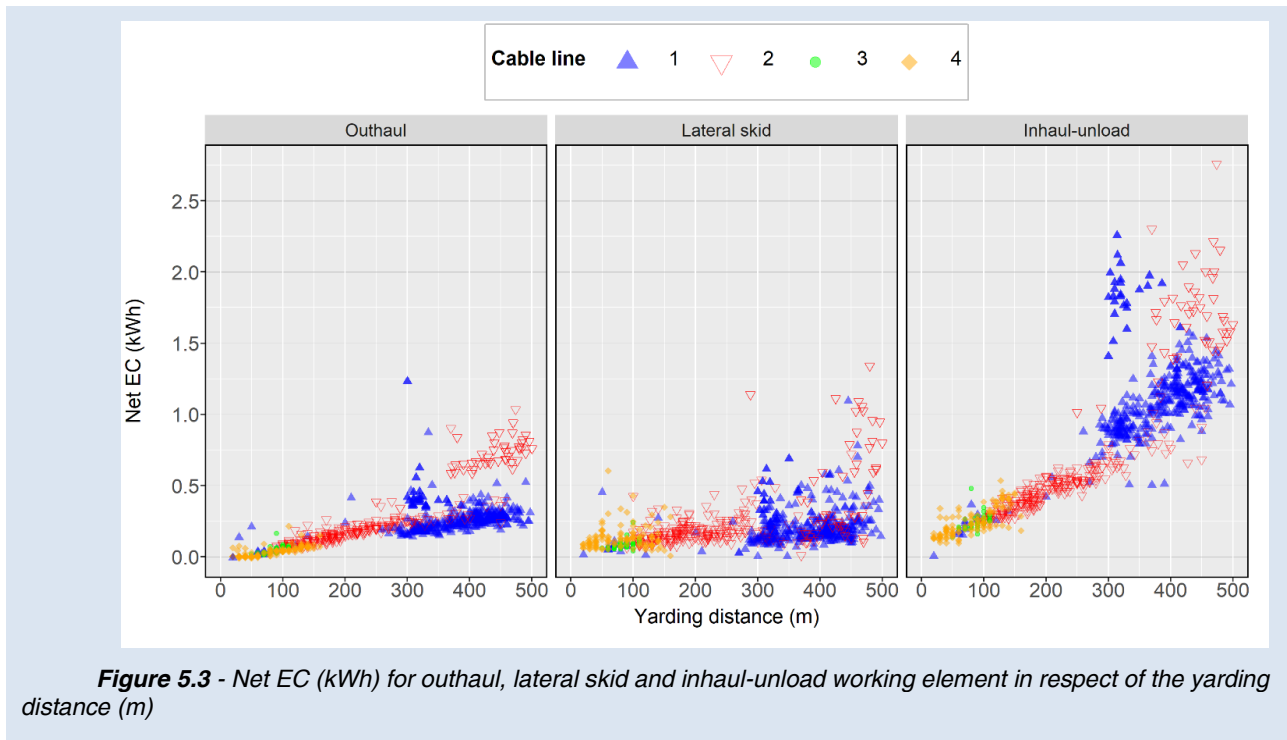 Cable line 1 2 3 4
Outhaul Lateral skid Inhaul-unload
Net EC (kWh)
2.5
2.0
1.5
1.0
0.5
0.0
0 100 200 300 400 500 0 100 200 300 400 500 0 100 200 300 400 500
Yarding distance (m)
Figure 5.3 - Net EC (kWh) for outhaul, lateral skid and inhaul-unload working element in respect of the yarding
distance (m)